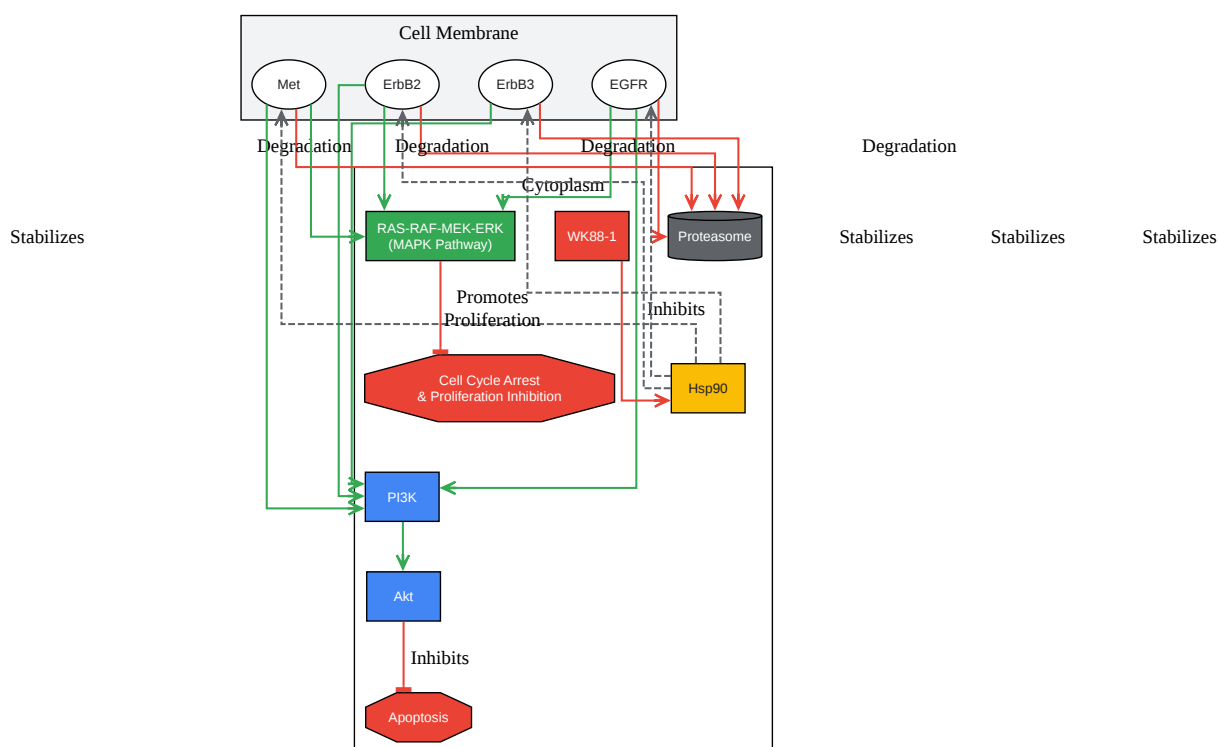 Cell Membrane
Met
ErbB2
ErbB3
EGFR
Degradation
Degradation
Degradation
Degradation
Cytoplasm
RAS-RAF-MEK-ERK
(MAPK Pathway)
WK88-1
Proteasome
Stabilizes
Stabilizes
Stabilizes
Stabilizes
Promotes
Proliferation
Inhibits
Cell Cycle Arrest
& Proliferation Inhibition
Hsp90
PI3K
Akt
Inhibits
Apoptosis